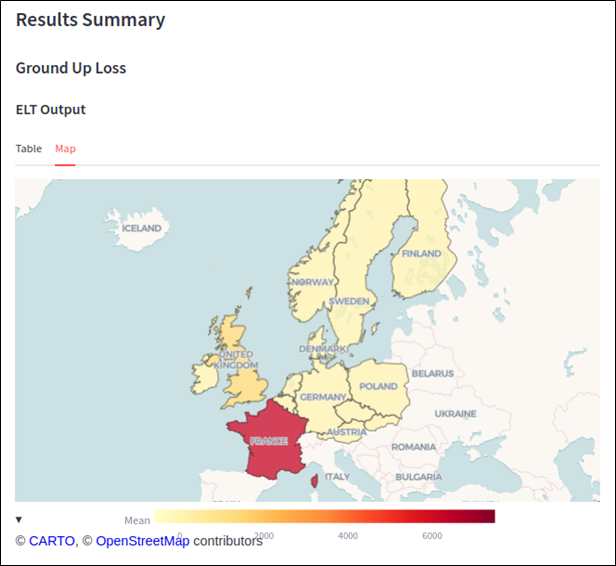 Results Summary
Ground Up Loss
ELT Output
Table Map
ICELAND
FINLAND
NORWAY
SWEDEN
DENMARK
UNITED
KINGDOM
BELARUS
POLAND
GERMANY
UKRAINE
AUSTRIA
FRANCE
ROMANIA
ITALY
BULGARIA
Mean
0 2000 4000 6000
© CARTO, © OpenStreetMap contributors